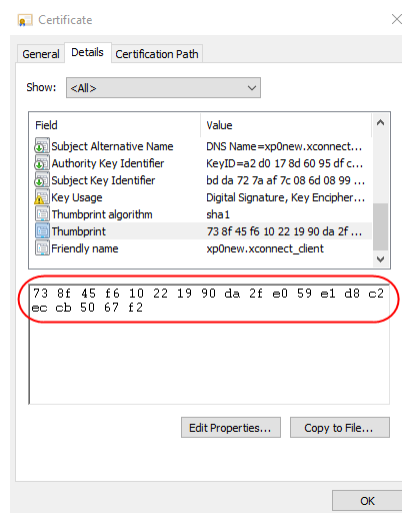 Certificate
General Details Certification Path
Show: <All>
Field Value
Subject Alternative Name DNS Name=xp0new.xconnect...
Authority Key Identifier KeyID=a2 d0 17 8d 60 95 df c...
Subject Key Identifier bd da 72 7a af 7c 08 6d 08 99 ...
Key Usage Digital Signature, Key Encipher...
Thumbprint algorithm sha1
Thumbprint 73 8f 45 f6 10 22 19 90 da 2f ...
Friendly name xp0new.xconnect_client
73 8f 45 f6 10 22 19 90 da 2f e0 59 e1 d8 c2
ec cb 50 67 f2
Edit Properties... Copy to File...
OK